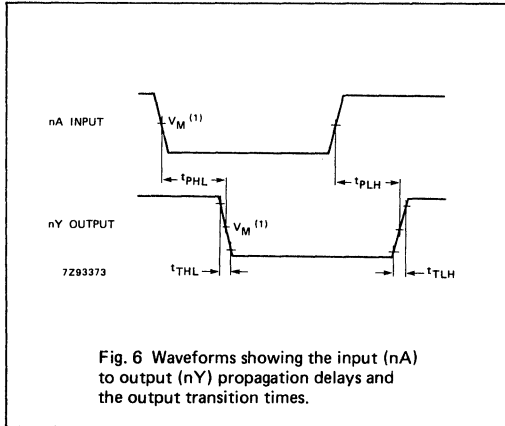 nA INPUT
VM (1)
tPHL
tPLH
nY OUTPUT
VM (1)
7Z93373
tTHL
tTLH
Fig. 6 Waveforms showing the input (nA)
to output (nY) propagation delays and
the output transition times.